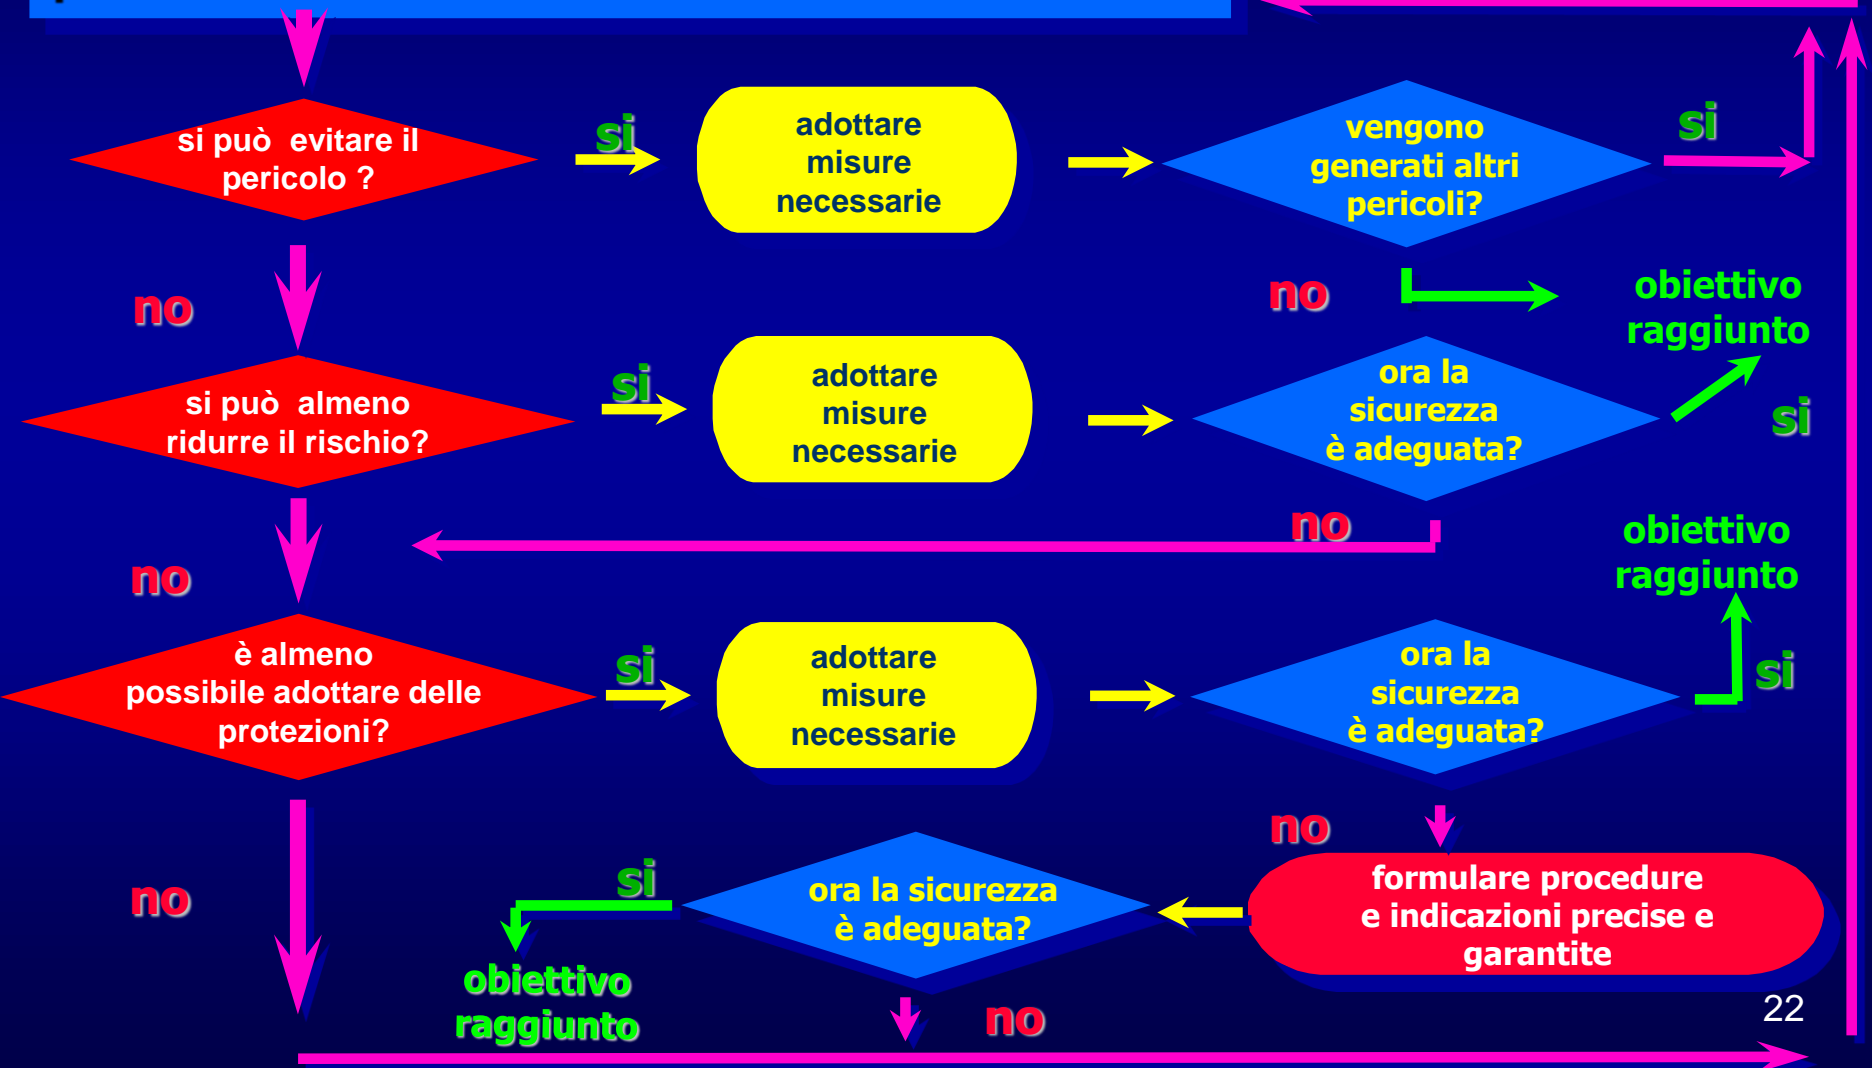 si può evitare il
pericolo ?
si
adottare
misure
necessarie
vengono
generati altri
pericoli?
si
no
no
obiettivo
raggiunto
si può almeno
ridurre il rischio?
si
adottare
misure
necessarie
ora la
sicurezza
è adeguata?
si
no
no
obiettivo
raggiunto
è almeno
possibile adottare delle
protezioni?
si
adottare
misure
necessarie
ora la
sicurezza
è adeguata?
si
no
no
formulare procedure
e indicazioni precise e
garantite
ora la sicurezza
è adeguata?
si
obiettivo
raggiunto
no
22